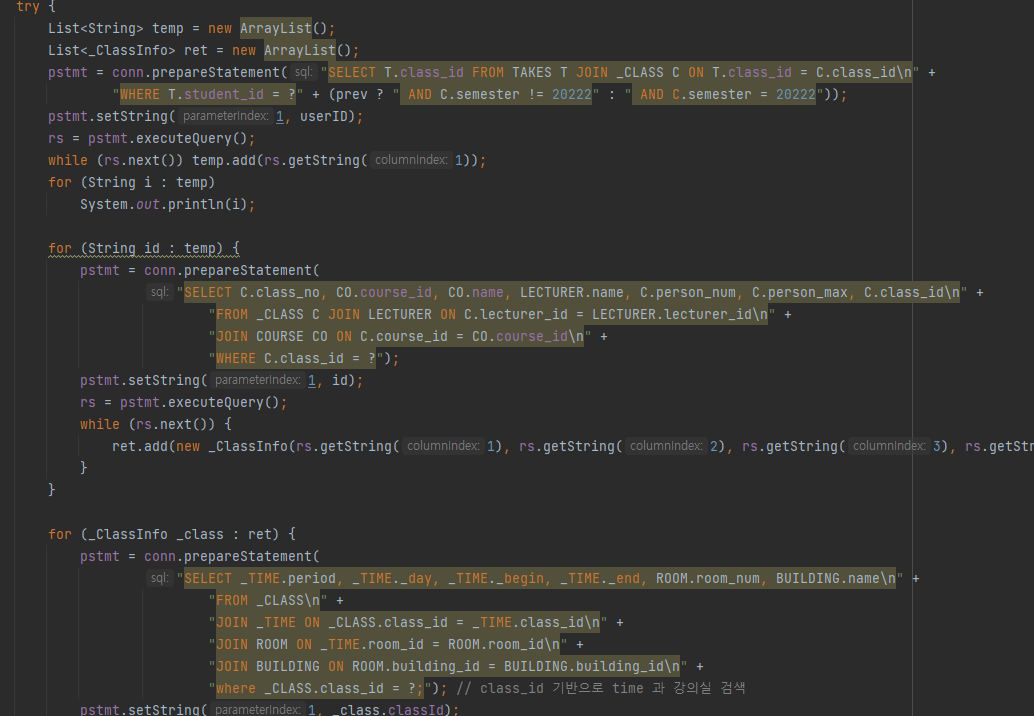 try {
List<String> temp = new ArrayList();
List<_ClassInfo> ret = new ArrayList();
pstmt = conn.prepareStatement( sql: "SELECT T.class_id FROM TAKES T JOIN _CLASS C ON T.class_id = C.class_id\n" +
"WHERE T.student_id = ?" + (prev ? " AND C.semester != 20222" : " AND C.semester = 20222"));
pstmt.setString( parameterIndex: 1, userID);
rs = pstmt.executeQuery();
while (rs.next()) temp.add(rs.getString( columnIndex: 1));
for (String i : temp)
System.out.println(i);
for (String id : temp) {
pstmt = conn.prepareStatement(
sql: "SELECT C.class_no, CO.course_id, CO.name, LECTURER.name, C.person_num, C.person_max, C.class_id\n" +
"FROM _CLASS C JOIN LECTURER ON C.lecturer_id = LECTURER.lecturer_id\n" +
"JOIN COURSE CO ON C.course_id = CO.course_id\n" +
"WHERE C.class_id = ?");
pstmt.setString( parameterIndex: 1, id);
rs = pstmt.executeQuery();
while (rs.next()) {
ret.add(new _ClassInfo(rs.getString( columnIndex: 1), rs.getString( columnIndex: 2), rs.getString( columnIndex: 3), rs.getStr
}
}
for (_ClassInfo _class : ret) {
pstmt = conn.prepareStatement(
sql: "SELECT _TIME.period, _TIME._day, _TIME._begin, _TIME._end, ROOM.room_num, BUILDING.name\n" +
"FROM _CLASS\n" +
"JOIN _TIME ON _CLASS.class_id = _TIME.class_id\n" +
"JOIN ROOM ON _TIME.room_id = ROOM.room_id\n" +
"JOIN BUILDING ON ROOM.building_id = BUILDING.building_id\n" +
"where _CLASS.class_id = ?;"); // class_id 기반으로 time 과 강의실 검색
pstmt.setString( parameterIndex: 1, _class.classId);